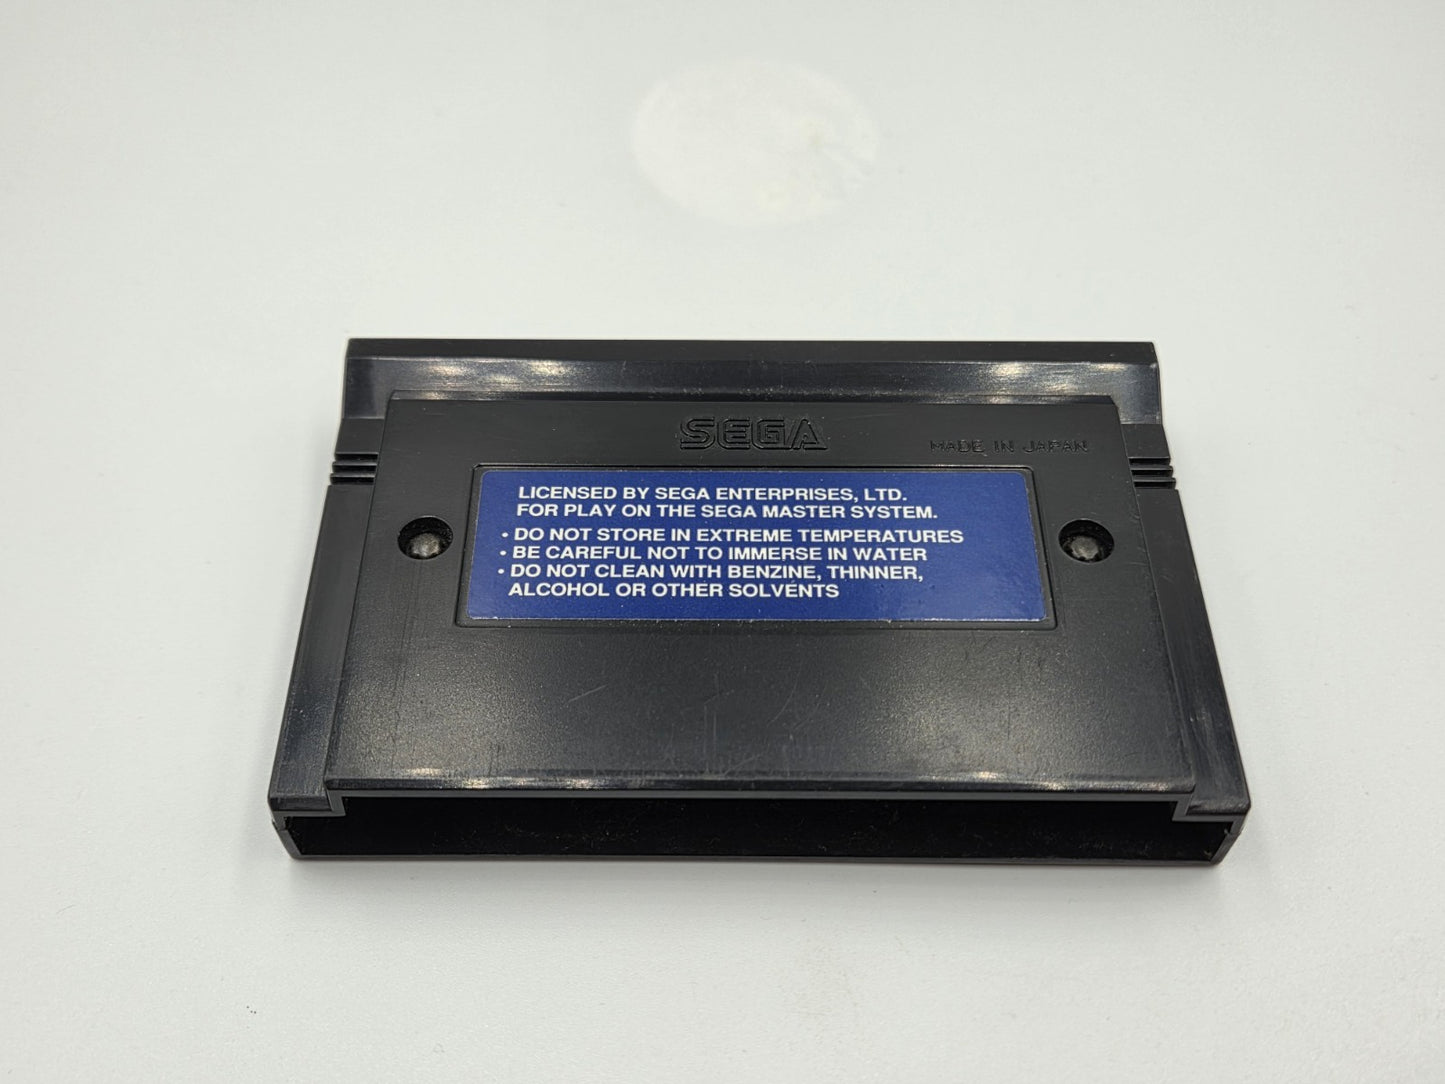 SEGA
MADE IN JAPAN
LICENSED BY SEGA ENTERPRISES, LTD.
FOR PLAY ON THE SEGA MASTER SYSTEM.
• DO NOT STORE IN EXTREME TEMPERATURES
• BE CAREFUL NOT TO IMMERSE IN WATER
• DO NOT CLEAN WITH BENZINE, THINNER,
ALCOHOL OR OTHER SOLVENTS